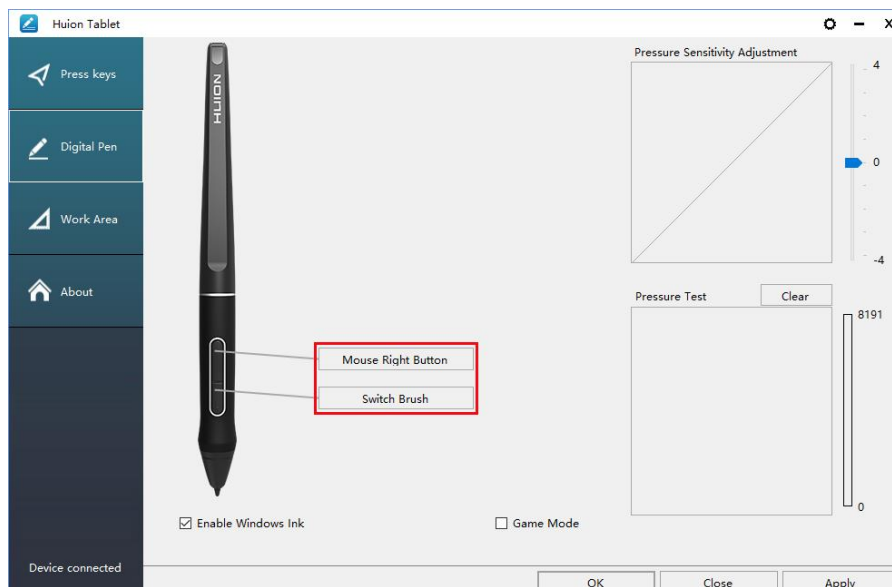 Huion Tablet
Press keys
Digital Pen
Work Area
About
Device connected
HUION
Mouse Right Button
Switch Brush
Enable Windows Ink
Game Mode
Pressure Sensitivity Adjustment
4
0
-4
Pressure Test
Clear
8191
0
OK
Close
Apply